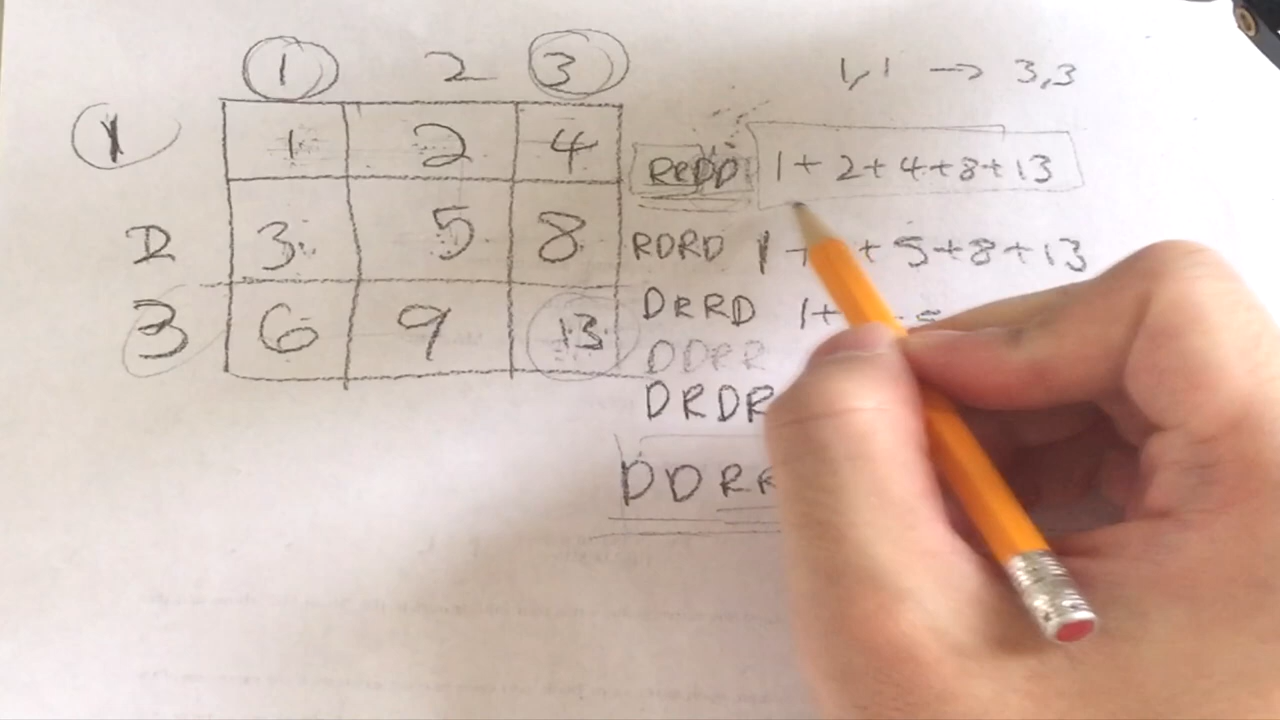 1 2 3
1,1 → 3,3
1 1 2 4
RRDD 1+2+4+8+13
2 3 5 8
RDRD 1+ + 5+8+13
3 6 9 13
DRRD 1+
DDRR
DRDR
DDRR